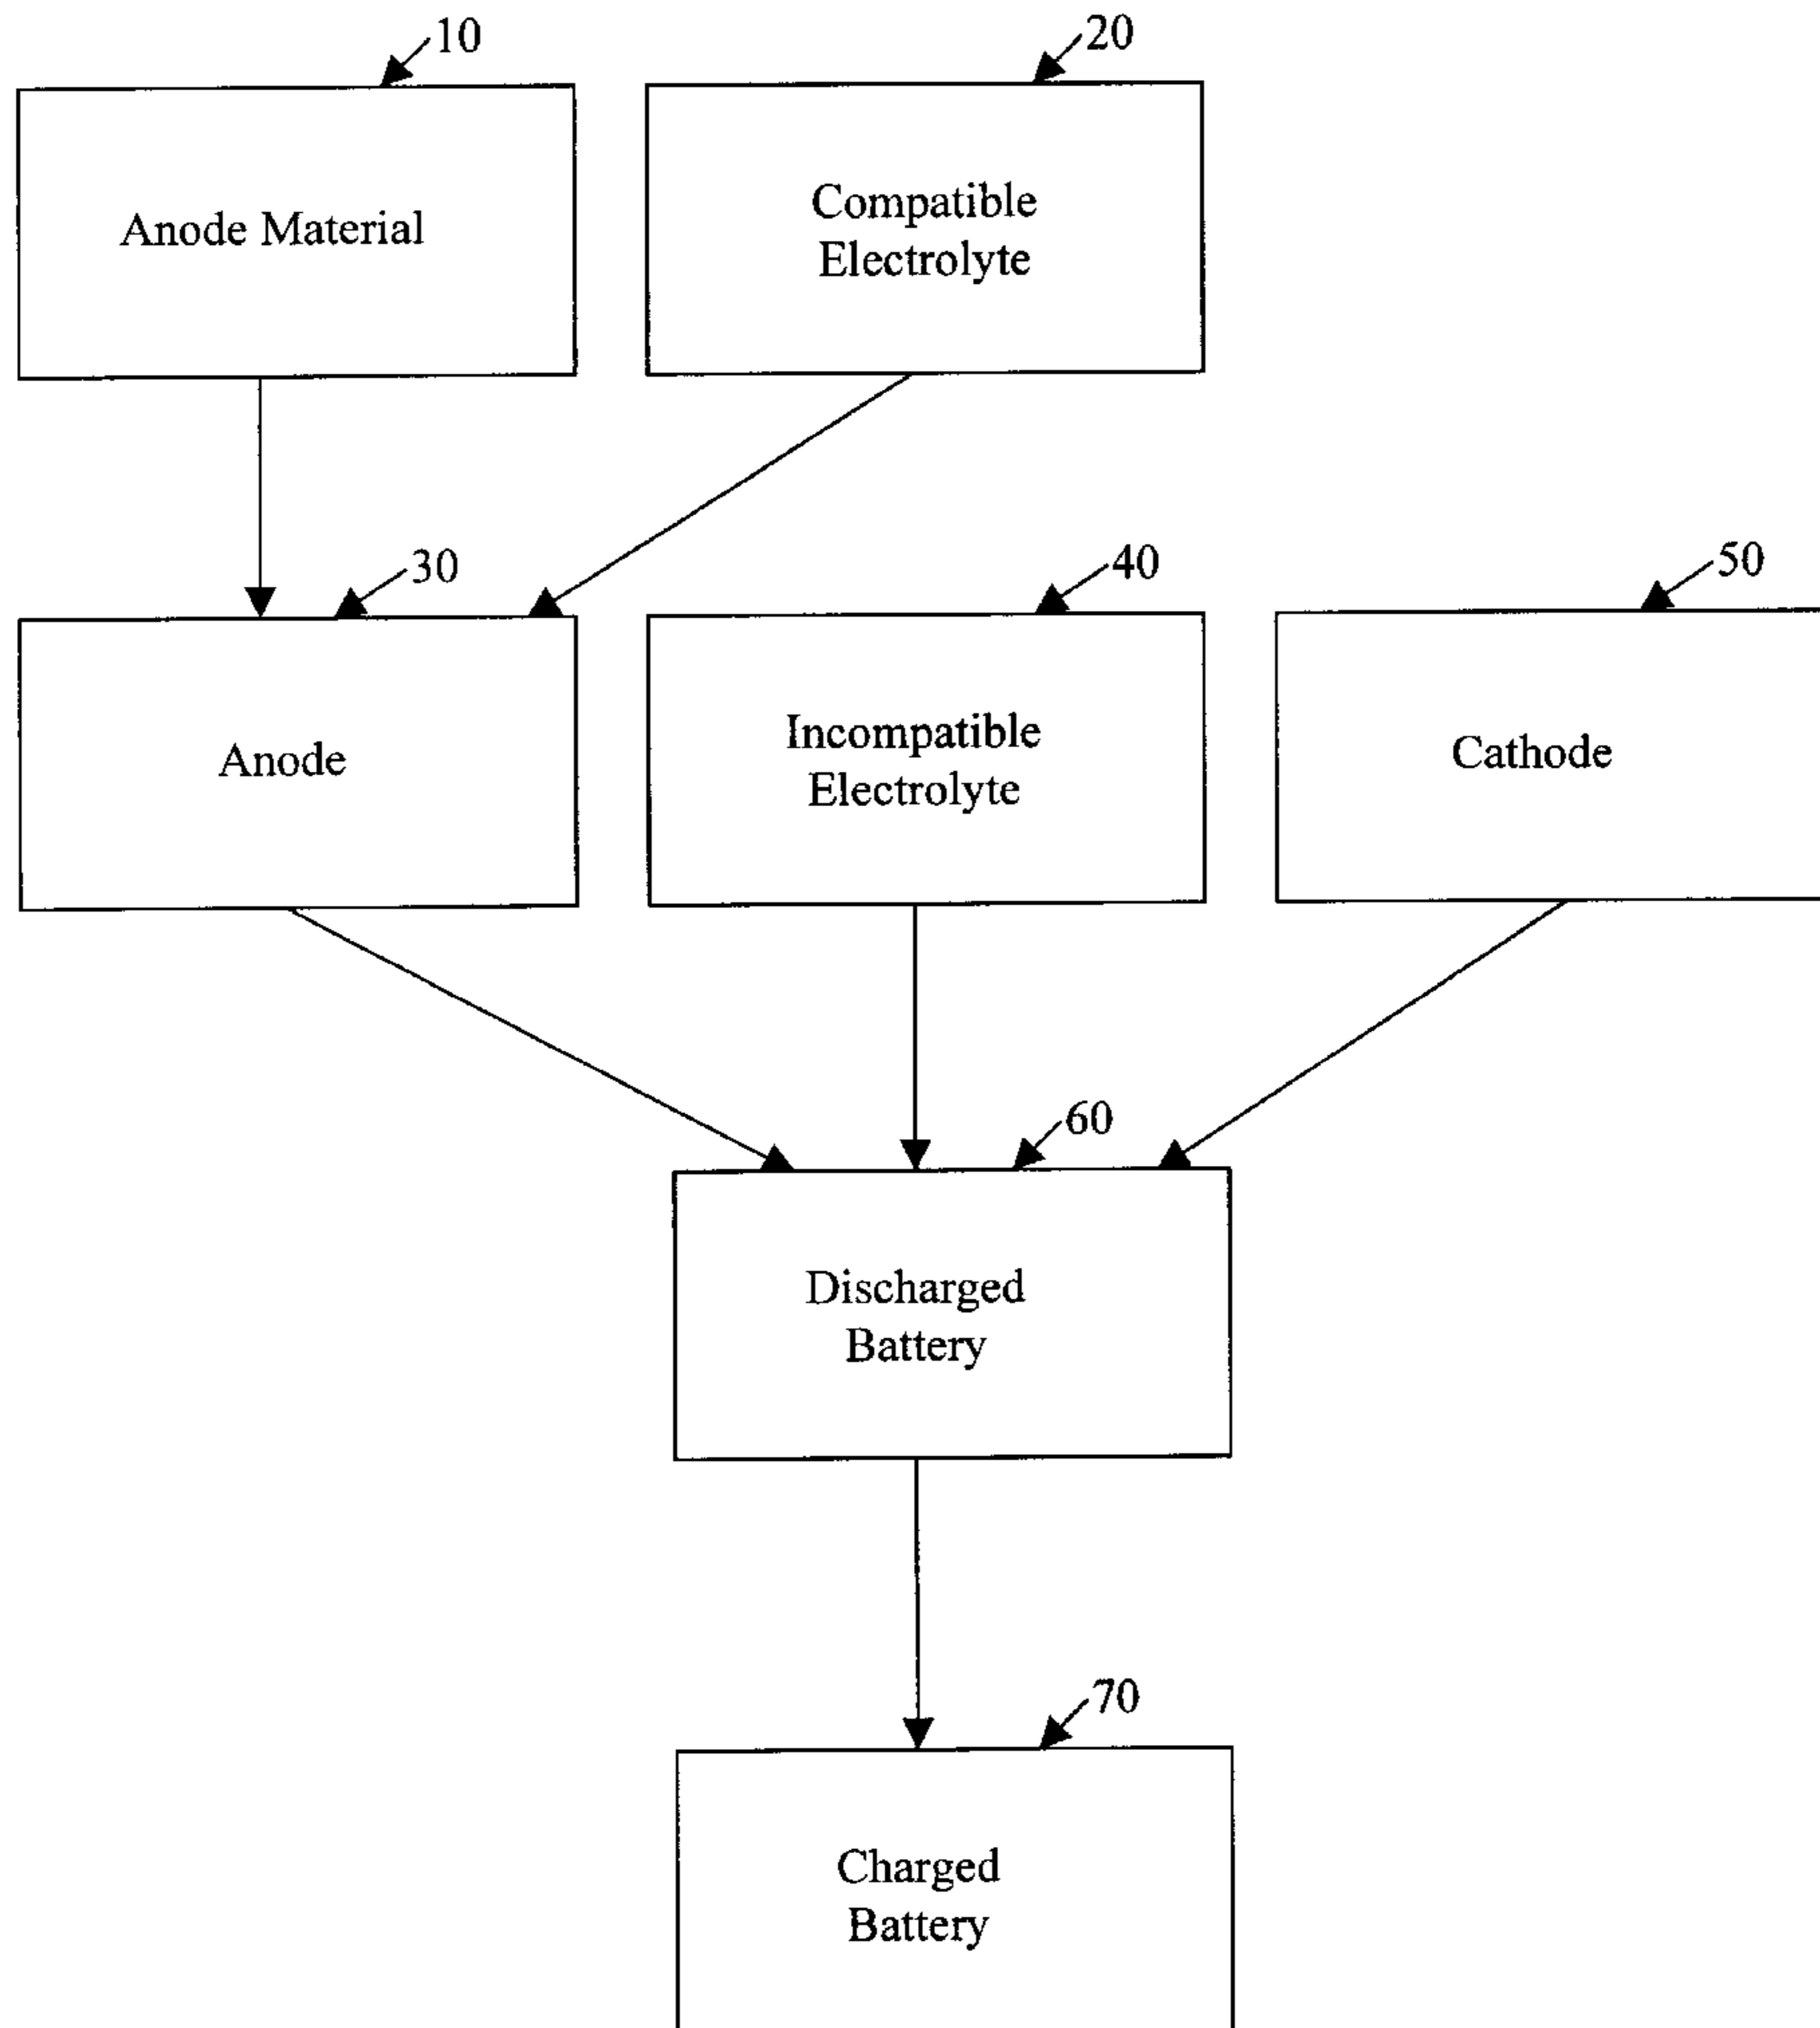 10
20
Anode Material
Compatible
Electrolyte
30
40
50
Anode
Incompatible
Electrolyte
Cathode
60
Discharged
Battery
70
Charged
Battery